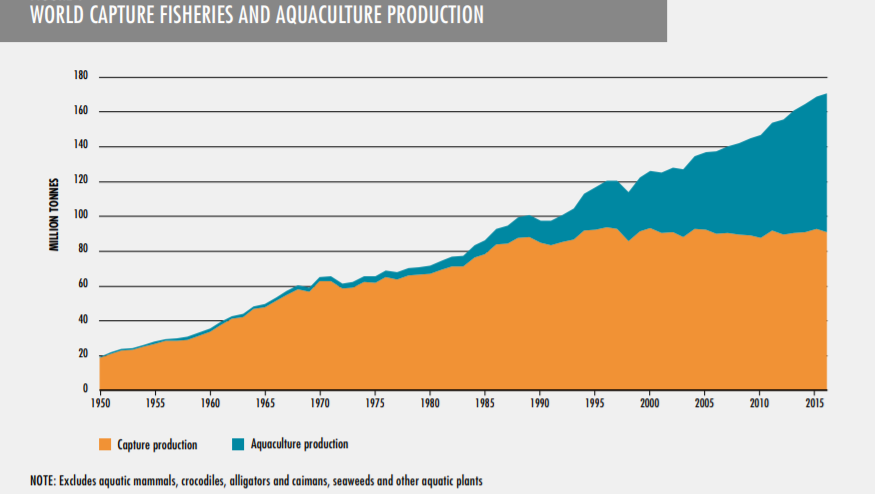 WORLD CAPTURE FISHERIES AND AQUACULTURE PRODUCTION
180
160
140
120
100
80
60
40
20
0
MILLION TONNES
1950 1955 1960 1965 1970 1975 1980 1985 1990 1995 2000 2005 2010 2015
Capture production Aquaculture production
NOTE: Excludes aquatic mammals, crocodiles, alligators and caimans, seaweeds and other aquatic plants